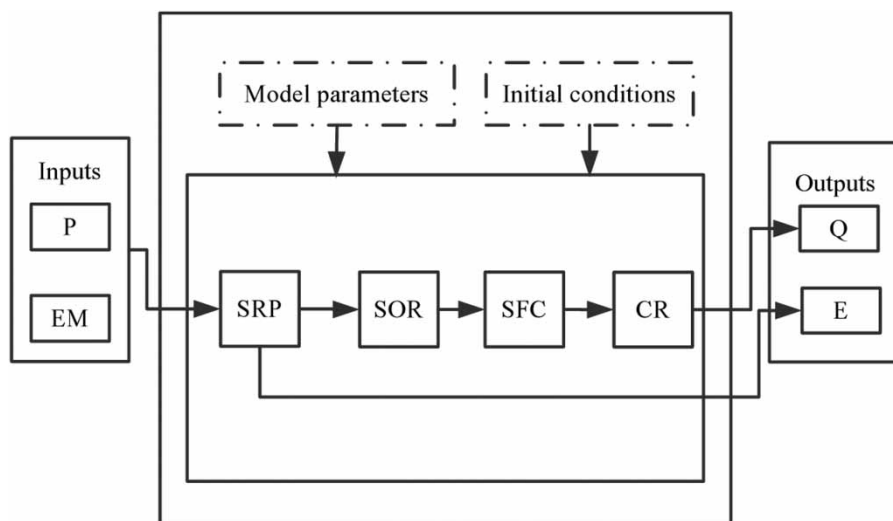 Model parameters
Initial conditions
Inputs
P
EM
SRP
SOR
SFC
CR
Outputs
Q
E